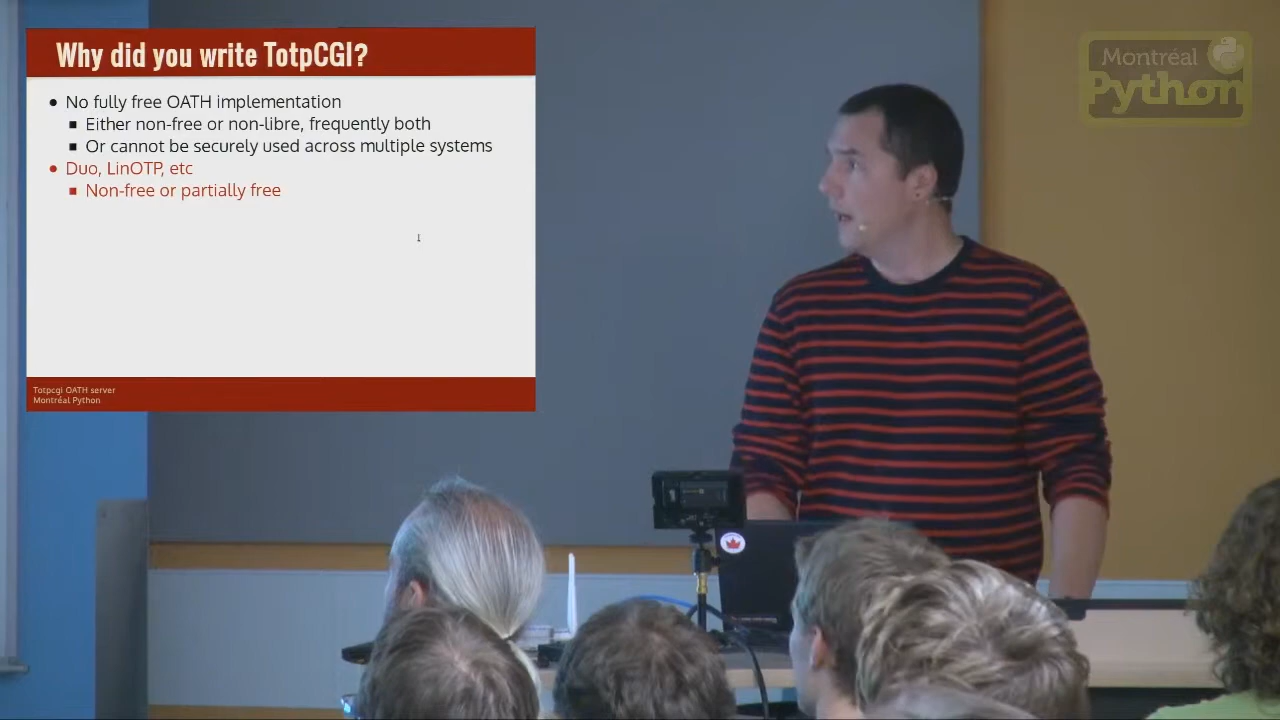 Why did you write TotpCGI?
No fully free OATH implementation
Either non-free or non-libre, frequently both
Or cannot be securely used across multiple systems
Duo, LinOTP, etc
Non-free or partially free
Totpcgi OATH server
Montréal Python
Montréal
Python